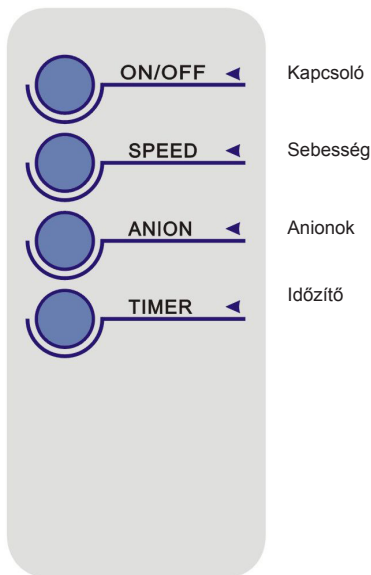 ON/OFF Kapcsoló
SPEED Sebesség
ANION Anionok
TIMER Időzítő